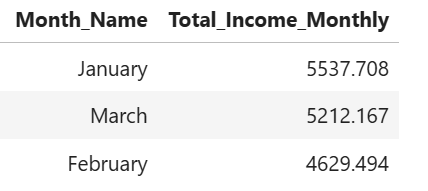 Month_Name Total_Income_Monthly
January 5537.708
March 5212.167
February 4629.494